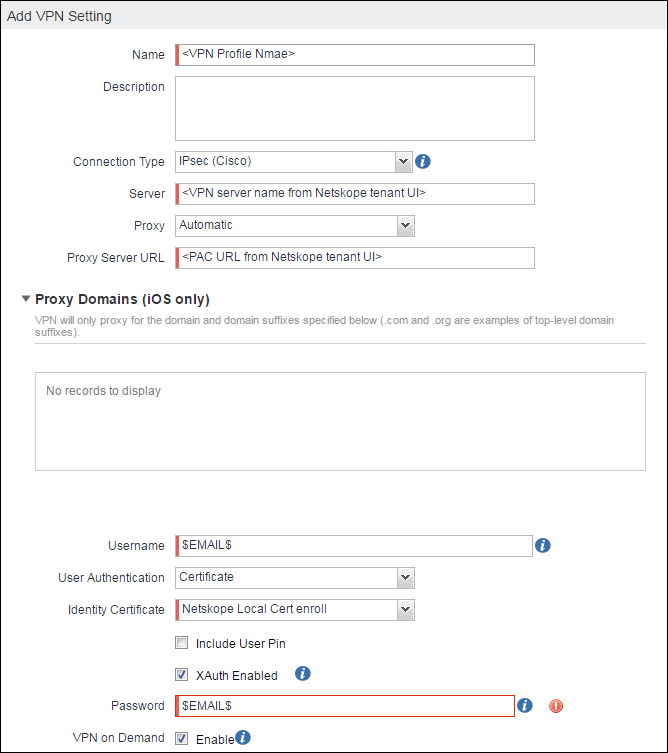 Add VPN Setting
Name <VPN Profile Nmae>
Description
Connection Type IPsec (Cisco)
Server <VPN server name from Netskope tenant UI>
Proxy Automatic
Proxy Server URL <PAC URL from Netskope tenant UI>
Proxy Domains (iOS only)
VPN will only proxy for the domain and domain suffixes specified below (.com and .org are examples of top-level domain
suffixes).
No records to display
Username $EMAIL$
User Authentication Certificate
Identity Certificate Netskope Local Cert enroll
Include User Pin
XAuth Enabled
Password $EMAIL$
VPN on Demand Enable